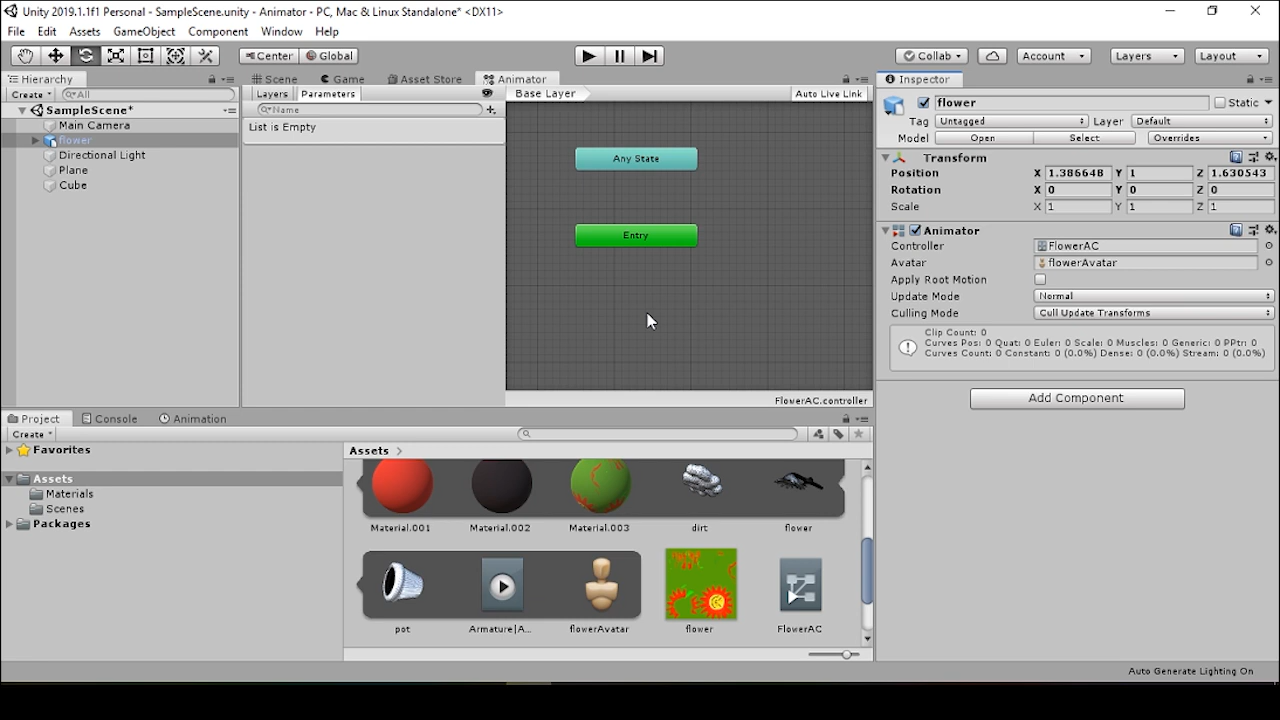 Unity 2019.1.1f1 Personal - SampleScene.unity - Animator - PC, Mac & Linux Standalone* <DX11>
File Edit Assets GameObject Component Window Help
Center Global Collab Account Layers Layout
Hierarchy Scene Game Asset Store Animator Inspector
Create All Layers Parameters Base Layer Auto Live Link
SampleScene*
Main Camera
flower
Directional Light
Plane
Cube
Name
List is Empty
Any State
Entry
FlowerAC.controller
flower Static
Tag Untagged Layer Default
Model Open Select Overrides
Transform
Position X 1.386648 Y 1 Z 1.630543
Rotation X 0 Y 0 Z 0
Scale X 1 Y 1 Z 1
Animator
Controller FlowerAC
Avatar flowerAvatar
Apply Root Motion
Update Mode Normal
Culling Mode Cull Update Transforms
Clip Count: 0
Curves Pos: 0 Quat: 0 Euler: 0 Scale: 0 Muscles: 0 Generic: 0 PPtr: 0
Curves Count: 0 Constant: 0 (0.0%) Dense: 0 (0.0%) Stream: 0 (0.0%)
Add Component
Project Console Animation
Create
Favorites
Assets
Materials
Scenes
Packages
Assets
Material.001 Material.002 Material.003 dirt flower
pot Armature|A... flowerAvatar flower FlowerAC
Auto Generate Lighting On